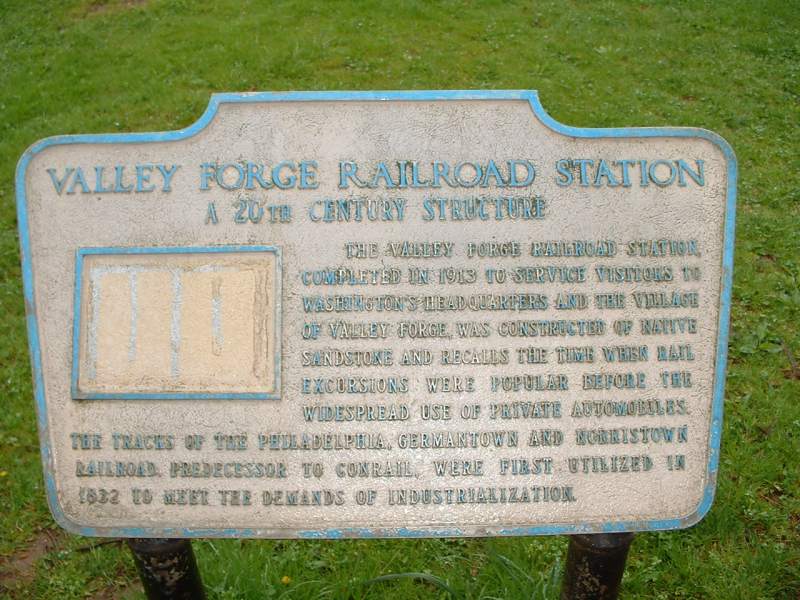 VALLEY FORGE RAILROAD STATION
A 20TH CENTURY STRUCTURE
THE VALLEY FORGE RAILROAD STATION,
COMPLETED IN 1913 TO SERVICE VISITORS TO
WASHINGTON'S HEADQUARTERS AND THE VILLAGE
OF VALLEY FORGE, WAS CONSTRUCTED OF NATIVE
SANDSTONE AND RECALLS THE TIME WHEN RAIL
EXCURSIONS WERE POPULAR BEFORE THE
WIDESPREAD USE OF PRIVATE AUTOMOBILES.
THE TRACKS OF THE PHILADELPHIA, GERMANTOWN AND NORRISTOWN
RAILROAD, PREDECESSOR TO CONRAIL, WERE FIRST UTILIZED IN
1832 TO MEET THE DEMANDS OF INDUSTRIALIZATION.